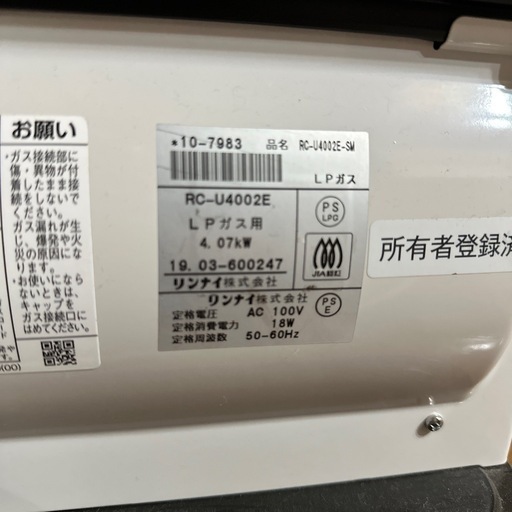 お願い
・ガス接続部に
傷・異物が付
着したまま接
続をしないで
ください。
ガス漏れが生
じ、爆発や火
災の原因にな
ります。
・お使いになら
ないときは、
キャップを
ガス接続口に
はめてください。
*10-7983 品名 RC-U4002E-SM
LPガス
RC-U4002E
LPガス用
4.07kW
19.03-600247
リンナイ株式会社
PS
LPG
JIA認証
リンナイ株式会社
定格電圧 AC 100V
定格消費電力 18W
定格周波数 50-60Hz
PS
E
所有者登録済